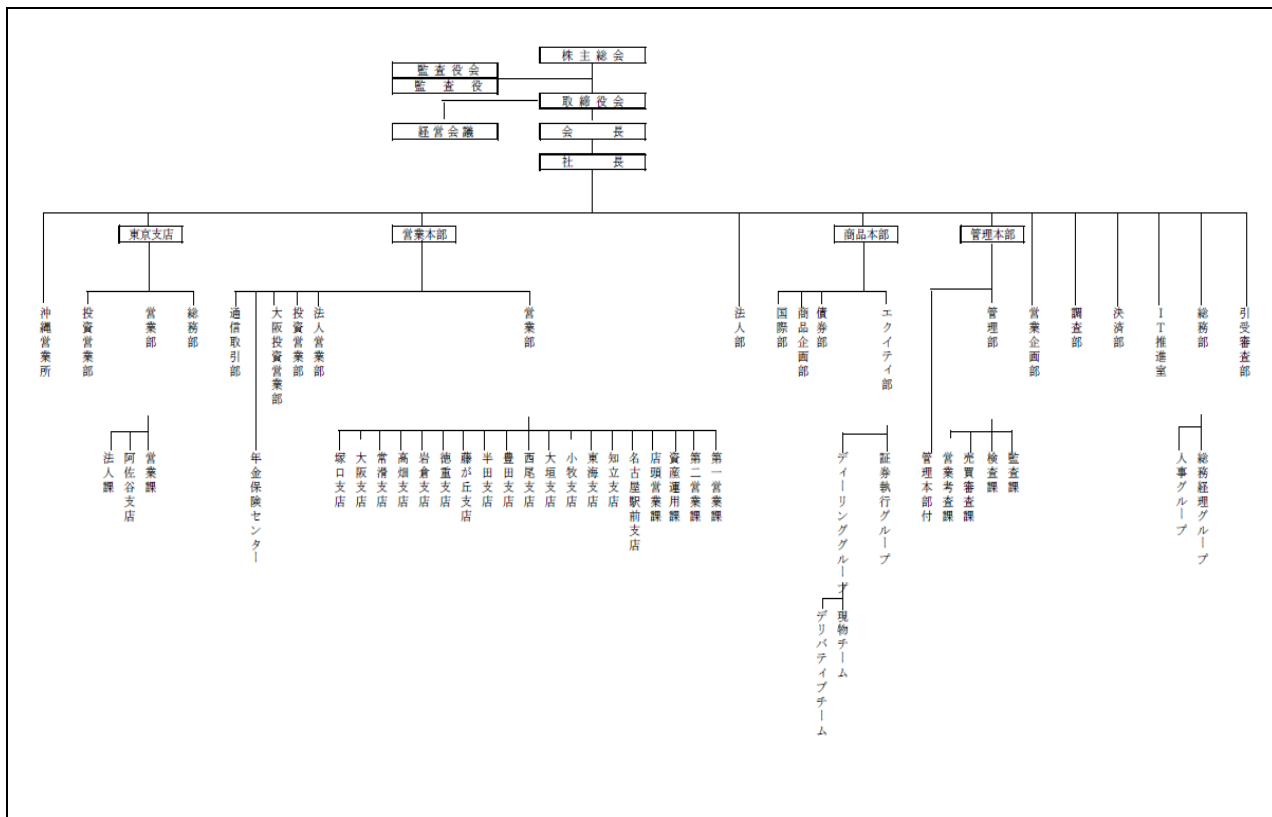 株主総会
監査役会
監査役
取締役会
経営会議
会長
社長
東京支店
営業本部
商品本部
管理本部
沖縄営業所
投資営業部
営業部
総務部
通信取引部
大阪投資営業部
投資営業部
法人営業部
営業部
法人部
国際部
商品企画部
債券部
エクイティ部
管理部
営業企画部
調査部
決済部
IT推進室
総務部
引受審査部
法人課
阿佐谷支店
営業課
年金保険センター
塚口支店
大阪支店
常滑支店
高畑支店
岩倉支店
徳重支店
藤が丘支店
半田支店
豊田支店
西尾支店
大垣支店
小牧支店
東海支店
知立支店
名古屋駅前支店
店頭営業課
資産運用課
第二営業課
第一営業課
ディーリンググループ
証券執行グループ
管理本部付
営業考査課
売買審査課
検査課
監査課
人事グループ
総務経理グループ
デリバティブチーム
現物チーム